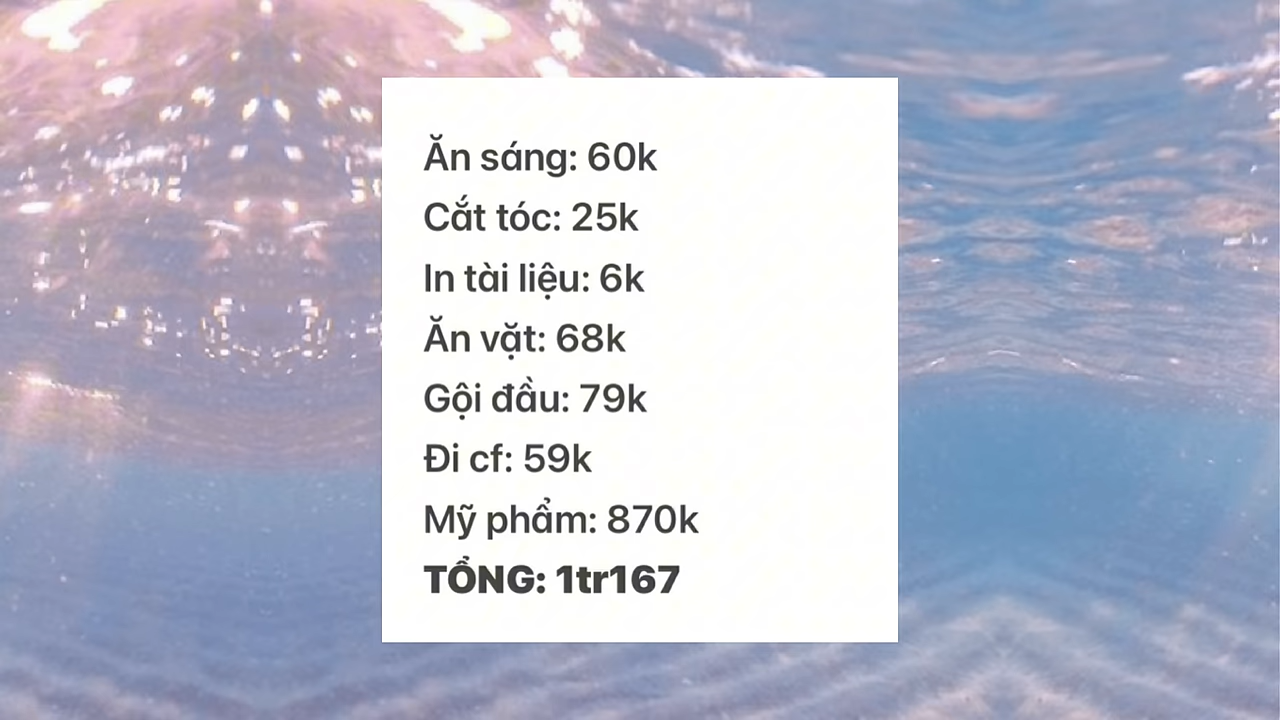 Ăn sáng: 60k
Cắt tóc: 25k
In tài liệu: 6k
Ăn vặt: 68k
Gội đầu: 79k
Đi cf: 59k
Mỹ phẩm: 870k
TỔNG: 1tr167